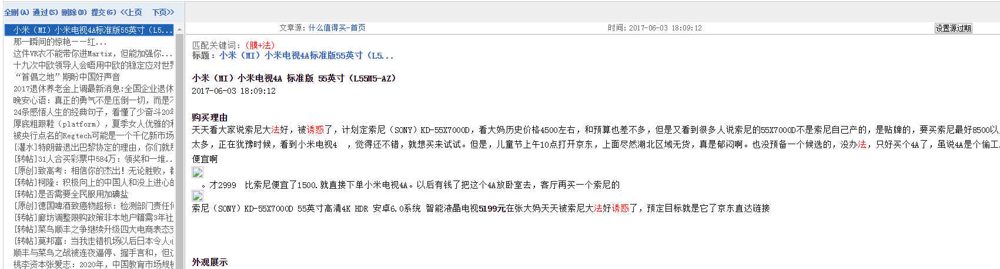 全删(A) 通过(S) 删除(D) 提交(G) <<上页 下页>>
小米（MI）小米电视4A标准版55英寸（L5...
那一瞬间的惊艳——红...
这件VR衣不能带你进Martix，但能加强你...
十九次中欧领导人会晤用中欧的稳定应对世界
“首倡之地”期盼中国好声音
2017退休养老金上调最新消息:全国企业退休
晚安心语：真正的勇气不是压倒一切，而是不
24条感悟人生的经典句子，看懂了少奋斗20年
厚底粗跟鞋（platform），夏季女人优雅的利
被央行点名的Regtech可能是一个千亿新市场
[灌水]特朗普退出巴黎协定的理由，你们就别
[转帖]31人合买彩票中584万：领奖和一堆...
[原创]致高考：相信你的杰出！无论胜败，都
[转帖]柯隆：积极向上的中国人和没上进心的
[转帖]是否需要全民服用加碘盐
[原创]德国啤酒致癌物超标：检测部门责任何
[转帖]廊坊调整限购政策非本地户籍需3年社
[转帖]菜鸟顺丰之争继续升级四大电商表态支
[转帖]莫邦富：当我走错机场以后日本令人心
顺丰与菜鸟之战被连夜逼停、握手言和，但这
桃李资本张爱志：2020年，中国教育市场规模
文章源：什么值得买-首页 时间：2017-06-03 18:09:12 设置源过期
匹配关键词：(膜+法)
标题：小米（MI）小米电视4A标准版55英寸（L5...
小米（MI）小米电视4A 标准版 55英寸（L55M5-AZ）
2017-06-03 18:09:12
购买理由
天天看大家说索尼大法好，被诱惑了，计划定索尼（SONY）KD-55X7000D，看大妈历史价格4500左右，和预算也差不多，但是又看到很多人说索尼的55X7000D不是索尼自己产的，是贴牌的，要买索尼最好8500以
太多，正在犹豫时候，看到小米电视4 ，觉得还不错，就想买来试试。但是，儿童节上午10点打开京东，上面尽然湖北区域无货，真是郁闷啊。也没预备一个候选的，没办法，只好买个4A了，虽说4A是个偷工
便宜啊
。才2999 比索尼便宜了1500.就直接下单小米电视4A。以后有钱了把这个4A放卧室去，客厅再买一个索尼的
索尼（SONY）KD-55X7000D 55英寸高清4K HDR 安卓6.0系统 智能液晶电视5199元在张大妈天天被索尼大法好诱惑了，预定目标就是它了京东直达链接
外观展示